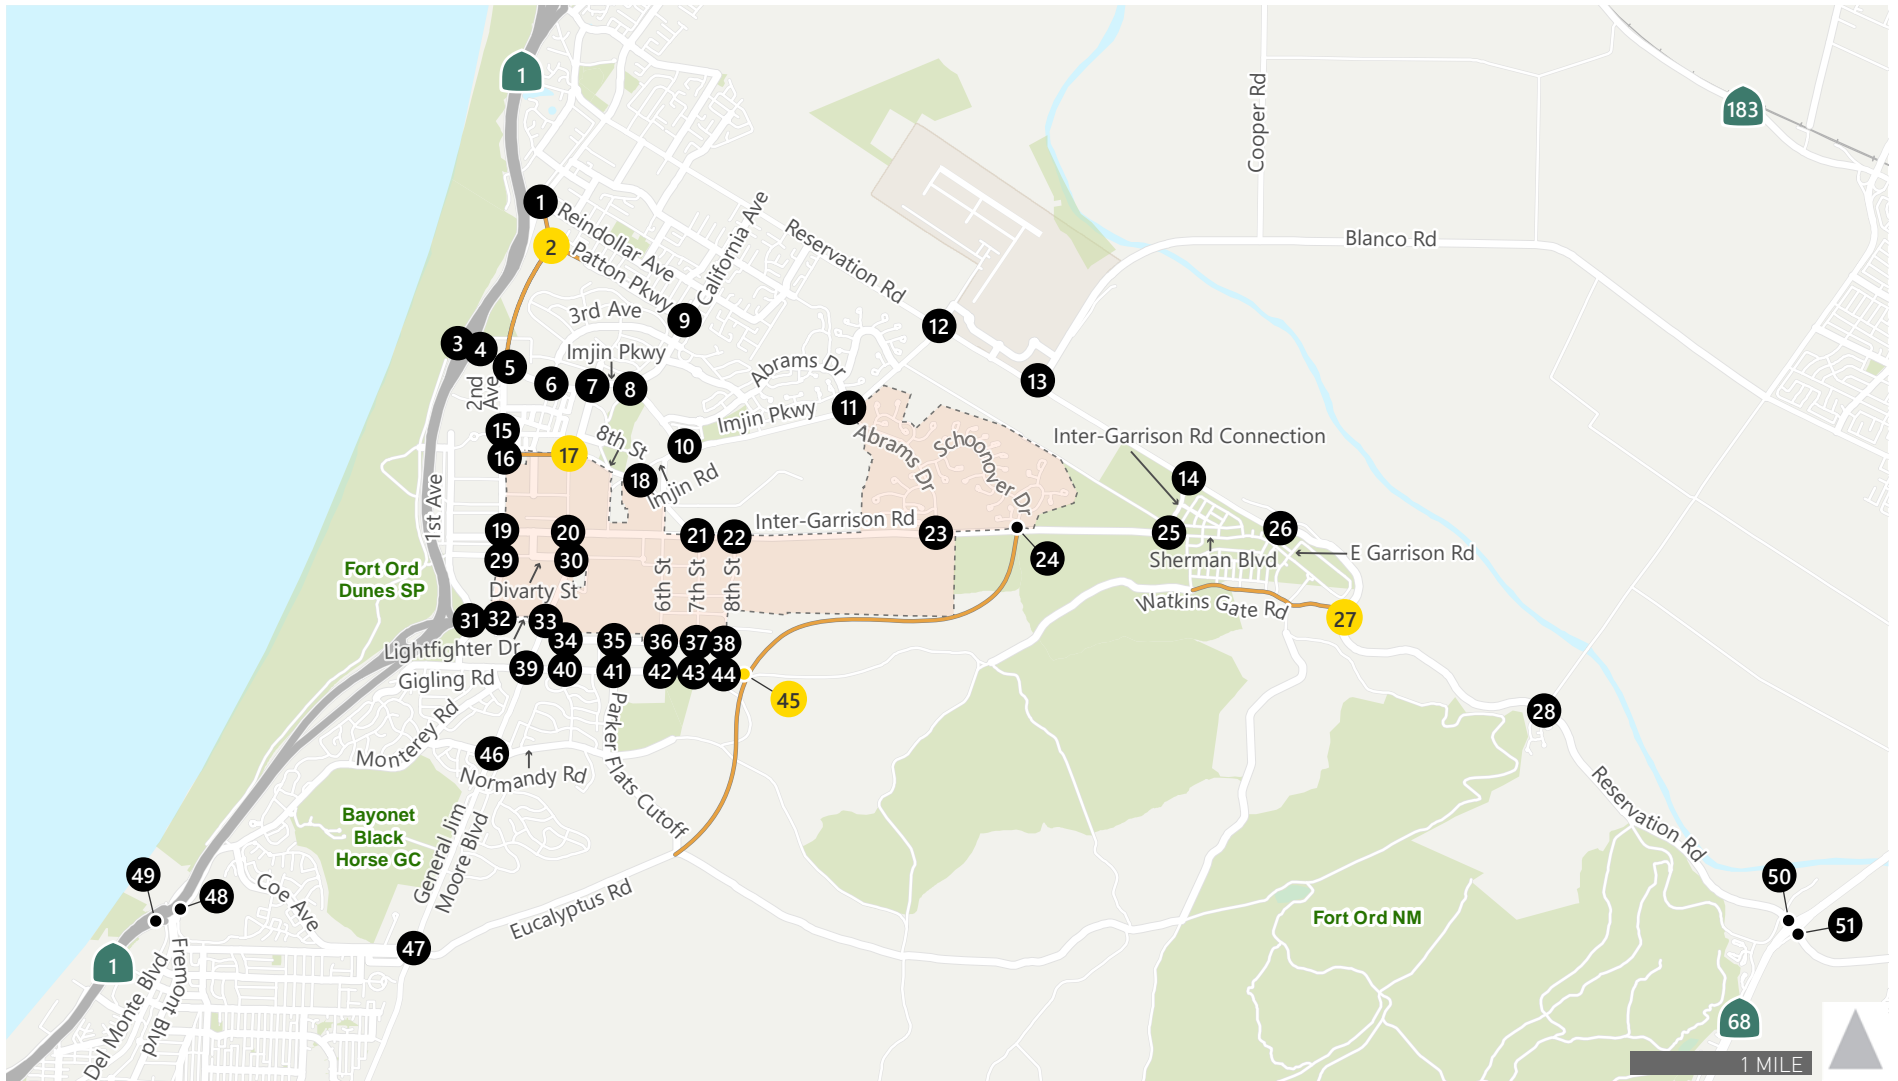 1
183
Cooper Rd
1
Reindollar Ave
California Ave
Reservation Rd
Blanco Rd
2
Patton Pkwy
3rd Ave
9
12
3
4
5
Imjin Pkwy
Abrams Dr
13
6
7
8
2nd
Ave
11
Imjin Pkwy
15
8th St
10
Abrams Dr
Schoonover Dr
Inter-Garrison Rd Connection
16
17
18
Imjin Rd
14
1st Ave
19
20
21
22
Inter-Garrison Rd
23
25
26
29
30
24
Sherman Blvd
E Garrison Rd
Fort Ord
Dunes SP
Divarty St
6th St
7th St
8th St
Watkins Gate Rd
27
31
32
33
34
35
36
37
38
Lightfighter Dr
39
40
41
42
43
44
Gigling Rd
45
28
Monterey Rd
Parker Flats Cutoff
46
Normandy Rd
Reservation Rd
Bayonet
Black
Horse GC
General Jim
Moore Blvd
49
48
Coe Ave
Eucalyptus Rd
50
Fort Ord NM
51
47
1
Del Monte Blvd
Fremont Blvd
68
1 MILE